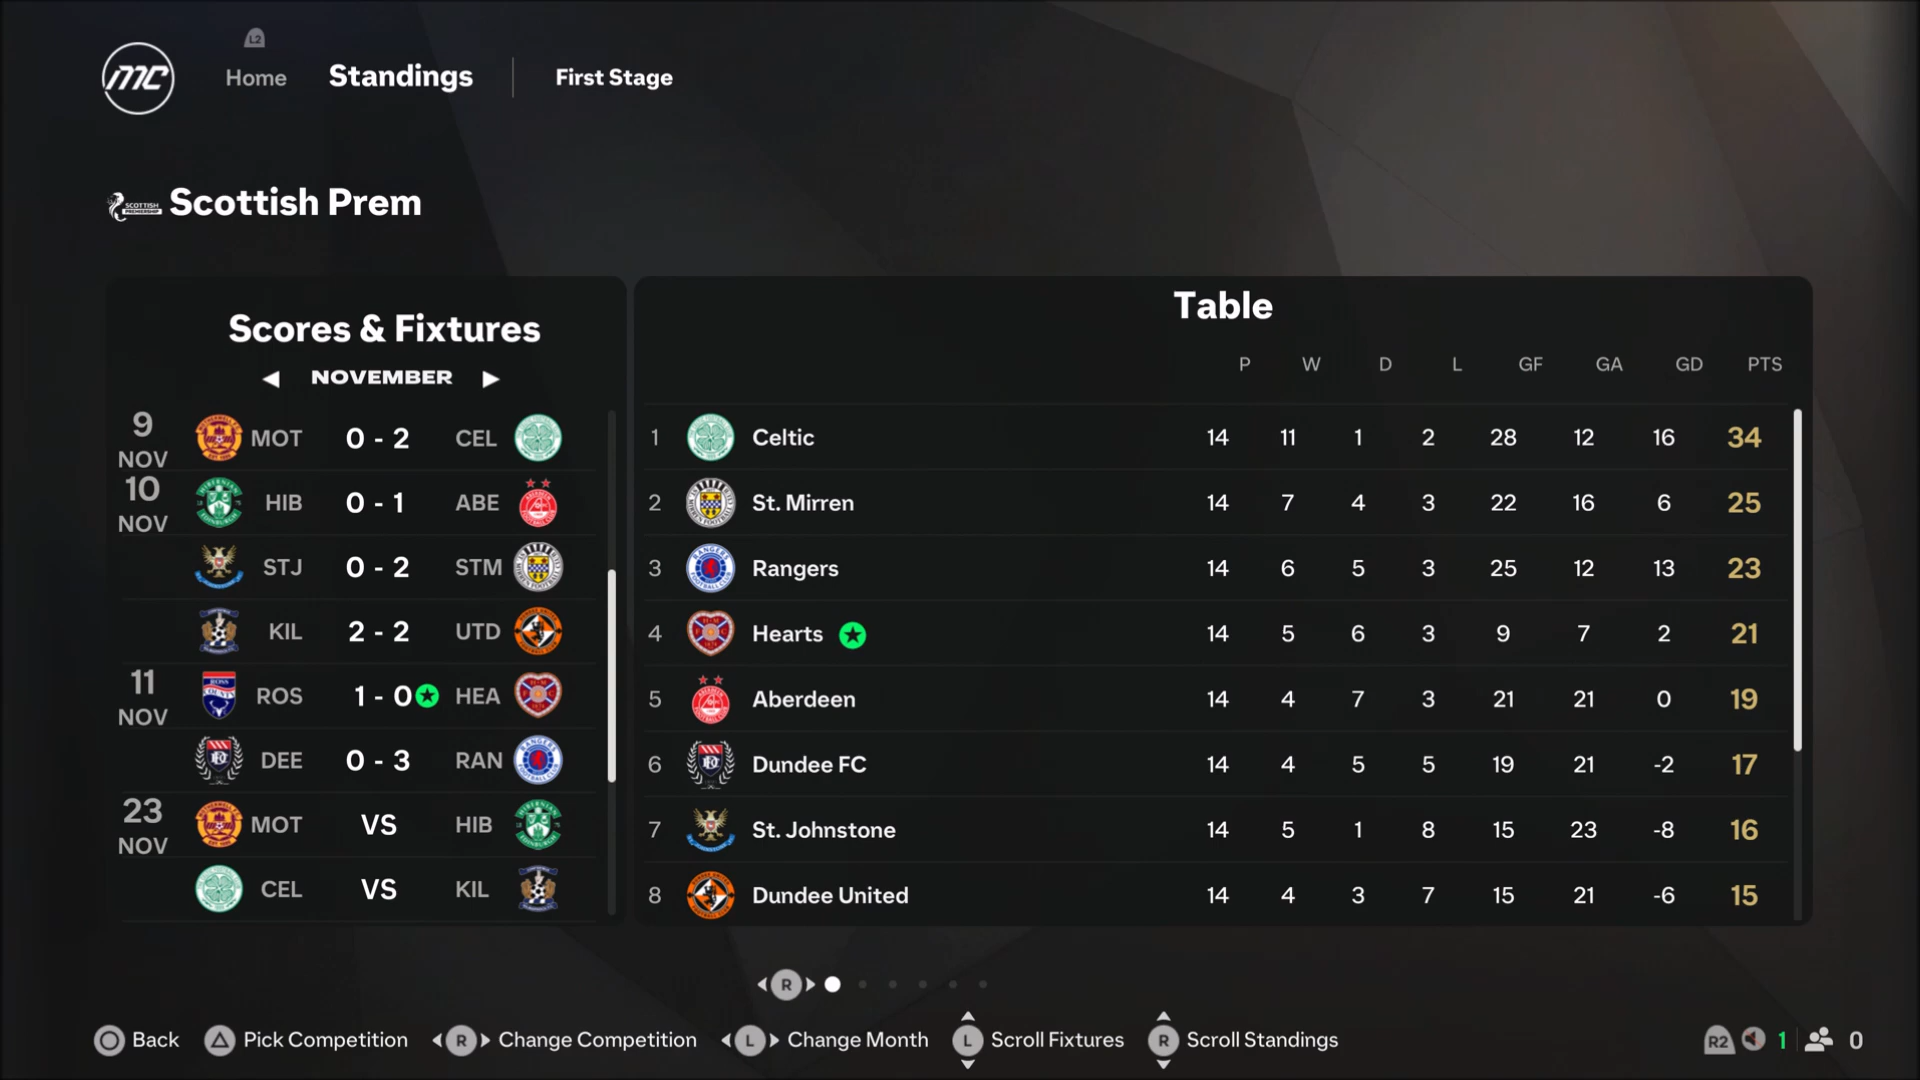 L2
MC Home Standings First Stage
SCOTTISH PREMIERSHIP Scottish Prem
Scores & Fixtures
NOVEMBER
9 NOV MOT 0 - 2 CEL
10 NOV HIB 0 - 1 ABE
STJ 0 - 2 STM
KIL 2 - 2 UTD
11 NOV ROS 1 - 0 HEA
DEE 0 - 3 RAN
23 NOV MOT VS HIB
CEL VS KIL
Table
P W D L GF GA GD PTS
1 Celtic 14 11 1 2 28 12 16 34
2 St. Mirren 14 7 4 3 22 16 6 25
3 Rangers 14 6 5 3 25 12 13 23
4 Hearts 14 5 6 3 9 7 2 21
5 Aberdeen 14 4 7 3 21 21 0 19
6 Dundee FC 14 4 5 5 19 21 -2 17
7 St. Johnstone 14 5 1 8 15 23 -8 16
8 Dundee United 14 4 3 7 15 21 -6 15
R
Back Pick Competition R Change Competition L Change Month L Scroll Fixtures R Scroll Standings R2 1 0